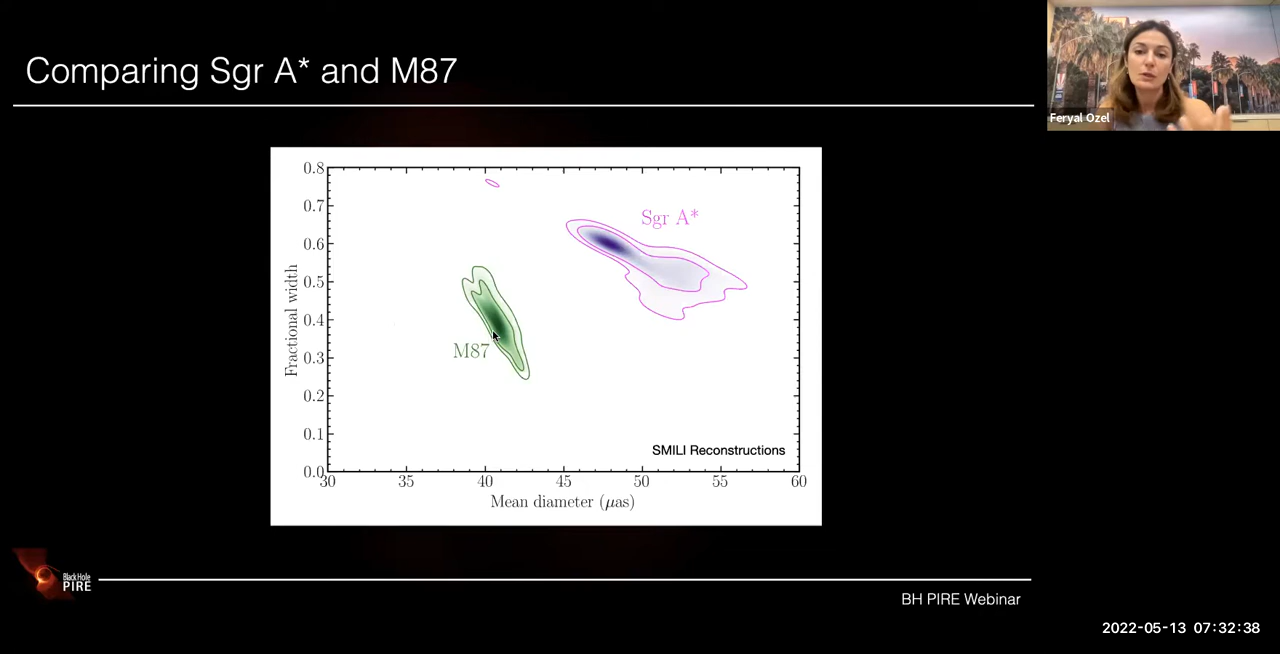 Comparing Sgr A* and M87
Feryal Ozel
0.8
0.7
0.6
0.5
0.4
0.3
0.2
0.1
0.0
Fractional width
Sgr A*
M87
SMILI Reconstructions
30 35 40 45 50 55 60
Mean diameter (μas)
Black Hole
PIRE
BH PIRE Webinar
2022-05-13 07:32:38